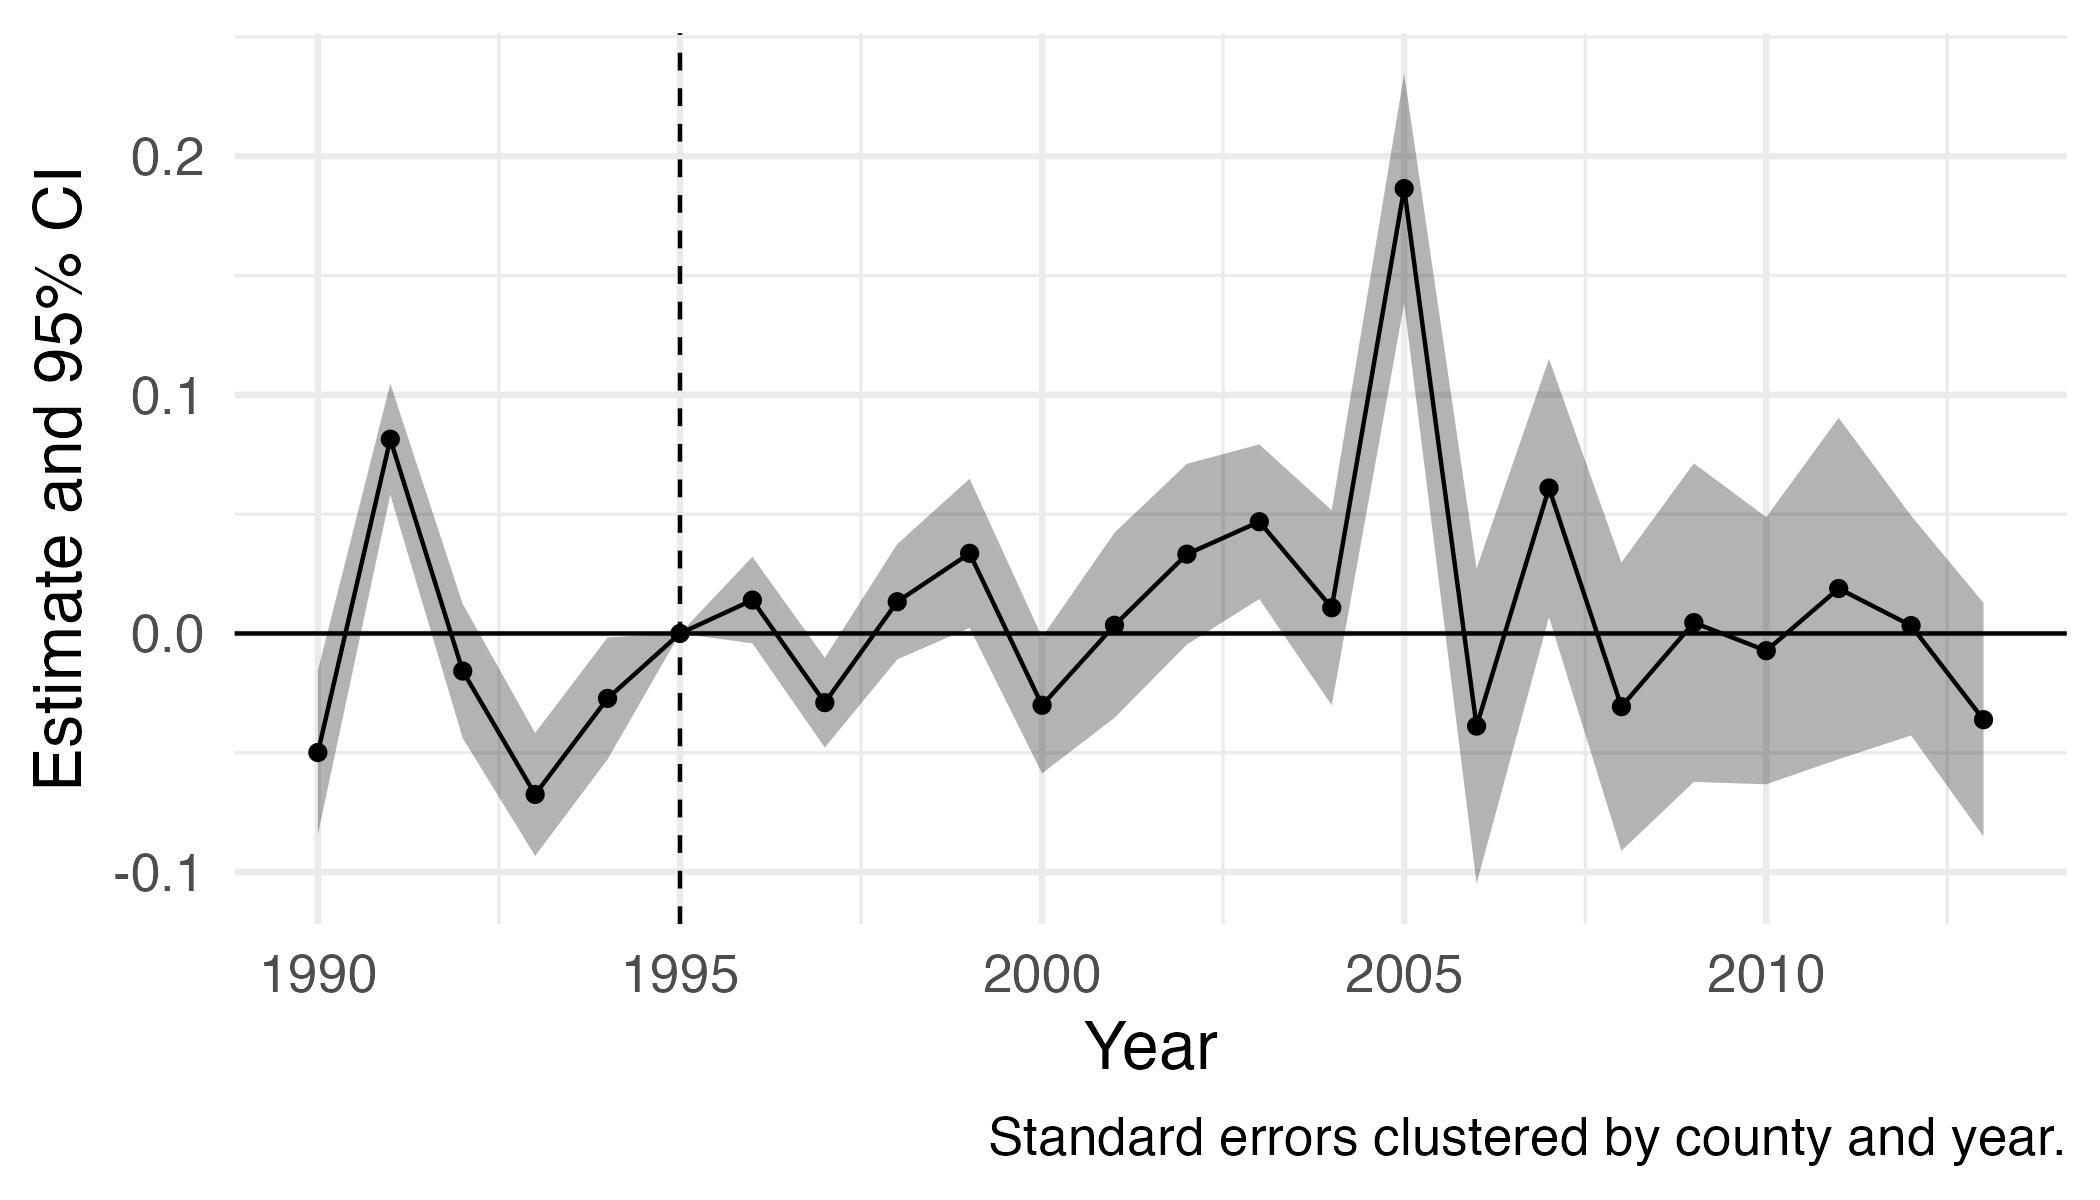 Estimate and 95% CI
0.2
0.1
0.0
-0.1
1990 1995 2000 2005 2010
Year
Standard errors clustered by county and year.